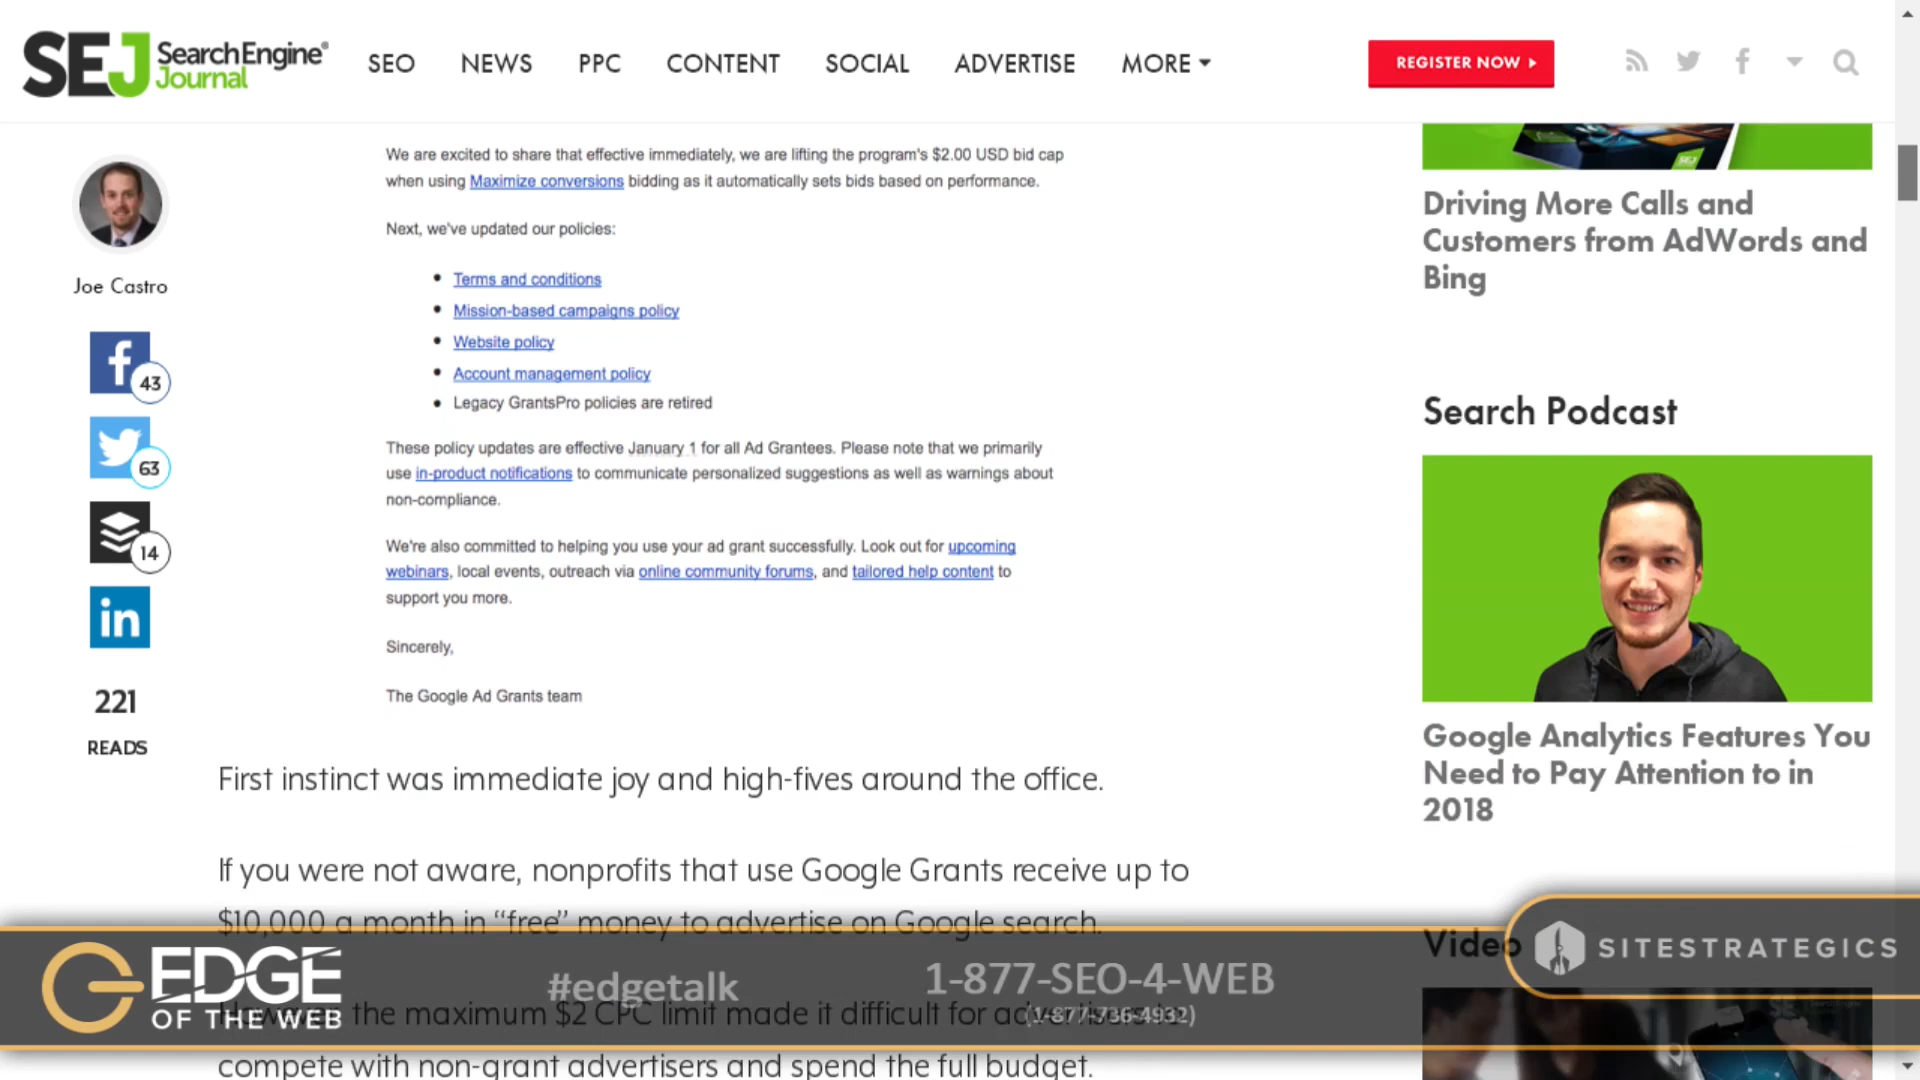 SEJ SearchEngine® Journal
SEO NEWS PPC CONTENT SOCIAL ADVERTISE MORE
REGISTER NOW
We are excited to share that effective immediately, we are lifting the program's $2.00 USD bid cap
when using Maximize conversions bidding as it automatically sets bids based on performance.
Next, we've updated our policies:
• Terms and conditions
• Mission-based campaigns policy
• Website policy
• Account management policy
• Legacy GrantsPro policies are retired
These policy updates are effective January 1 for all Ad Grantees. Please note that we primarily
use in-product notifications to communicate personalized suggestions as well as warnings about
non-compliance.
We're also committed to helping you use your ad grant successfully. Look out for upcoming
webinars, local events, outreach via online community forums, and tailored help content to
support you more.
Sincerely,
The Google Ad Grants team
Joe Castro
43
63
14
in
221
READS
First instinct was immediate joy and high-fives around the office.
If you were not aware, nonprofits that use Google Grants receive up to
$10,000 a month in “free” money to advertise on Google search.
the maximum $2 CPC limit made it difficult for
compete with non-grant advertisers and spend the full budget.
SEJ
Driving More Calls and
Customers from AdWords and
Bing
Search Podcast
Google Analytics Features You
Need to Pay Attention to in
2018
Video
EDGE
OF THE WEB
#edgetalk
1-877-SEO-4-WEB
(1-877-736-4932)
SITESTRATEGICS